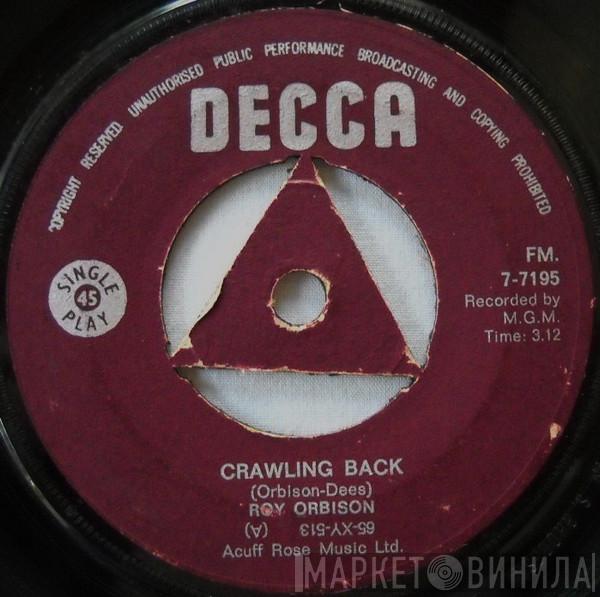 COPYRIGHT RESERVED. UNAUTHORISED PUBLIC PERFORMANCE BROADCASTING AND COPYING PROHIBITED
DECCA
SINGLE
45
PLAY
FM.
7-7195
Recorded by
M.G.M.
Time: 3.12
CRAWLING BACK
(Orbison-Dees)
ROY ORBISON
65-XY-513 (A)
Acuff Rose Music Ltd.
МАРКЕТ ВИНИЛА